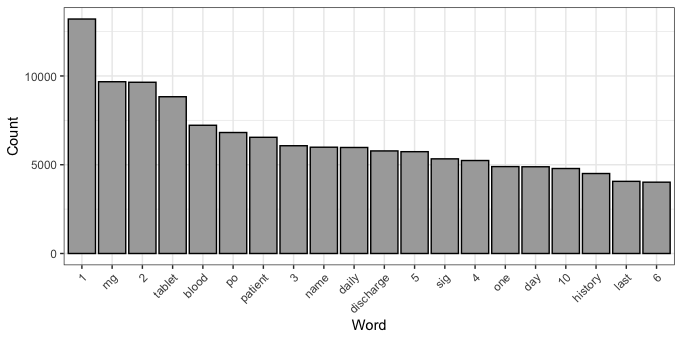 Count
10000
5000
0
1 mg 2 tablet blood po patient 3 name daily discharge 5 sig 4 one day 10 history last 6
Word